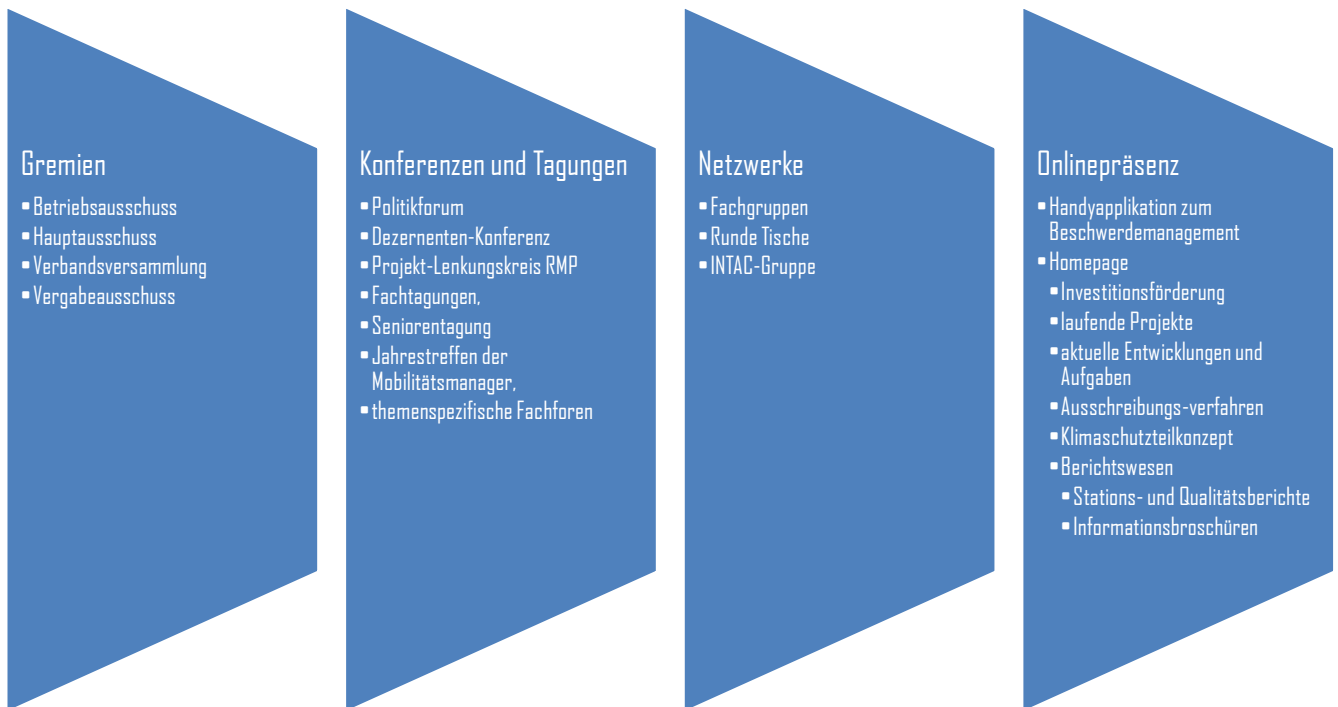 Gremien
▪ Betriebsausschuss
▪ Hauptausschuss
▪ Verbandsversammlung
▪ Vergabeausschuss
Konferenzen und Tagungen
▪ Politikforum
▪ Dezernenten-Konferenz
▪ Projekt-Lenkungskreis RMP
▪ Fachtagungen,
▪ Seniorentagung
▪ Jahrestreffen der
Mobilitätsmanager,
▪ themenspezifische Fachforen
Netzwerke
▪ Fachgruppen
▪ Runde Tische
▪ INTAC-Gruppe
Onlinepräsenz
▪ Handyapplikation zum
Beschwerdemanagement
▪ Homepage
▪ Investitionsförderung
▪ laufende Projekte
▪ aktuelle Entwicklungen und
Aufgaben
▪ Ausschreibungs-verfahren
▪ Klimaschutzteilkonzept
▪ Berichtswesen
▪ Stations- und Qualitätsberichte
▪ Informationsbroschüren